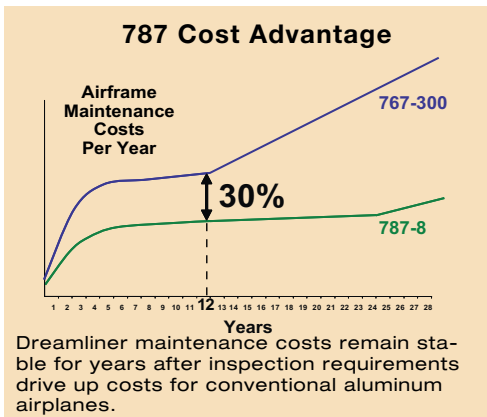 787 Cost Advantage
Airframe
Maintenance
Costs
Per Year
767-300
30%
787-8
1 2 3 4 5 6 7 8 9 10 11 12 13 14 15 16 17 18 19 20 21 22 23 24 25 26 27 28
Years
Dreamliner maintenance costs remain sta-
ble for years after inspection requirements
drive up costs for conventional aluminum
airplanes.